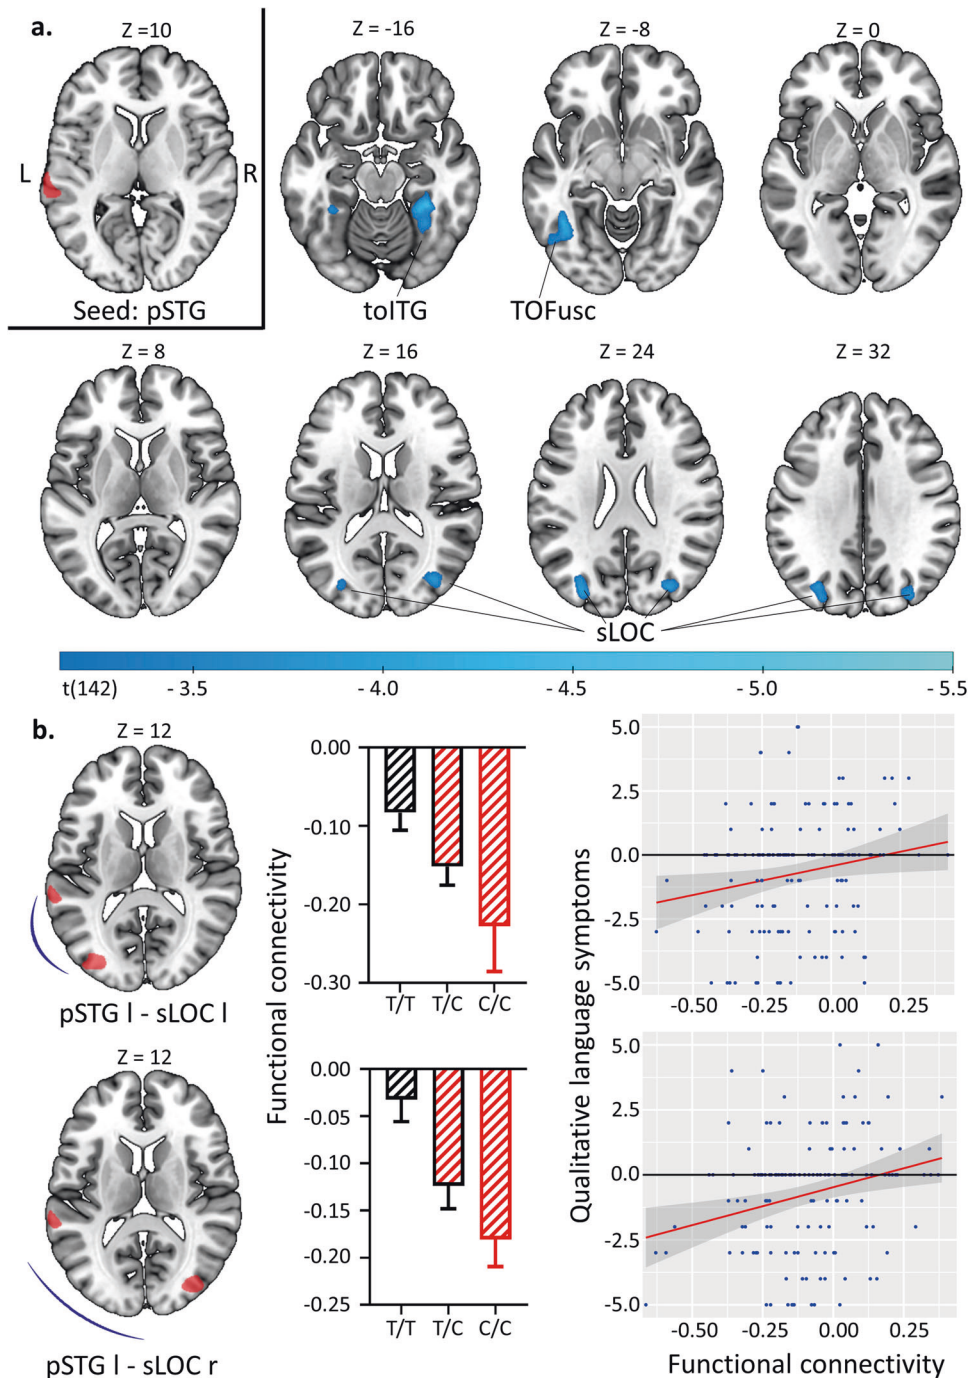 a.
Z =10
Z = -16
Z = -8
Z = 0
L
R
Seed: pSTG
toITG
TOFusc
Z = 8
Z = 16
Z = 24
Z = 32
sLOC
t(142)
- 3.5
- 4.0
- 4.5
- 5.0
- 5.5
b.
Z = 12
pSTG l - sLOC l
Z = 12
pSTG l - sLOC r
Functional connectivity
0.00
-0.10
-0.20
-0.30
T/T
T/C
C/C
0.00
-0.05
-0.10
-0.15
-0.20
-0.25
T/T
T/C
C/C
Qualitative language symptoms
5.0
2.5
0.0
-2.5
-5.0
-0.50
-0.25
0.00
0.25
5.0
2.5
0.0
-2.5
-5.0
-0.50
-0.25
0.00
0.25
Functional connectivity